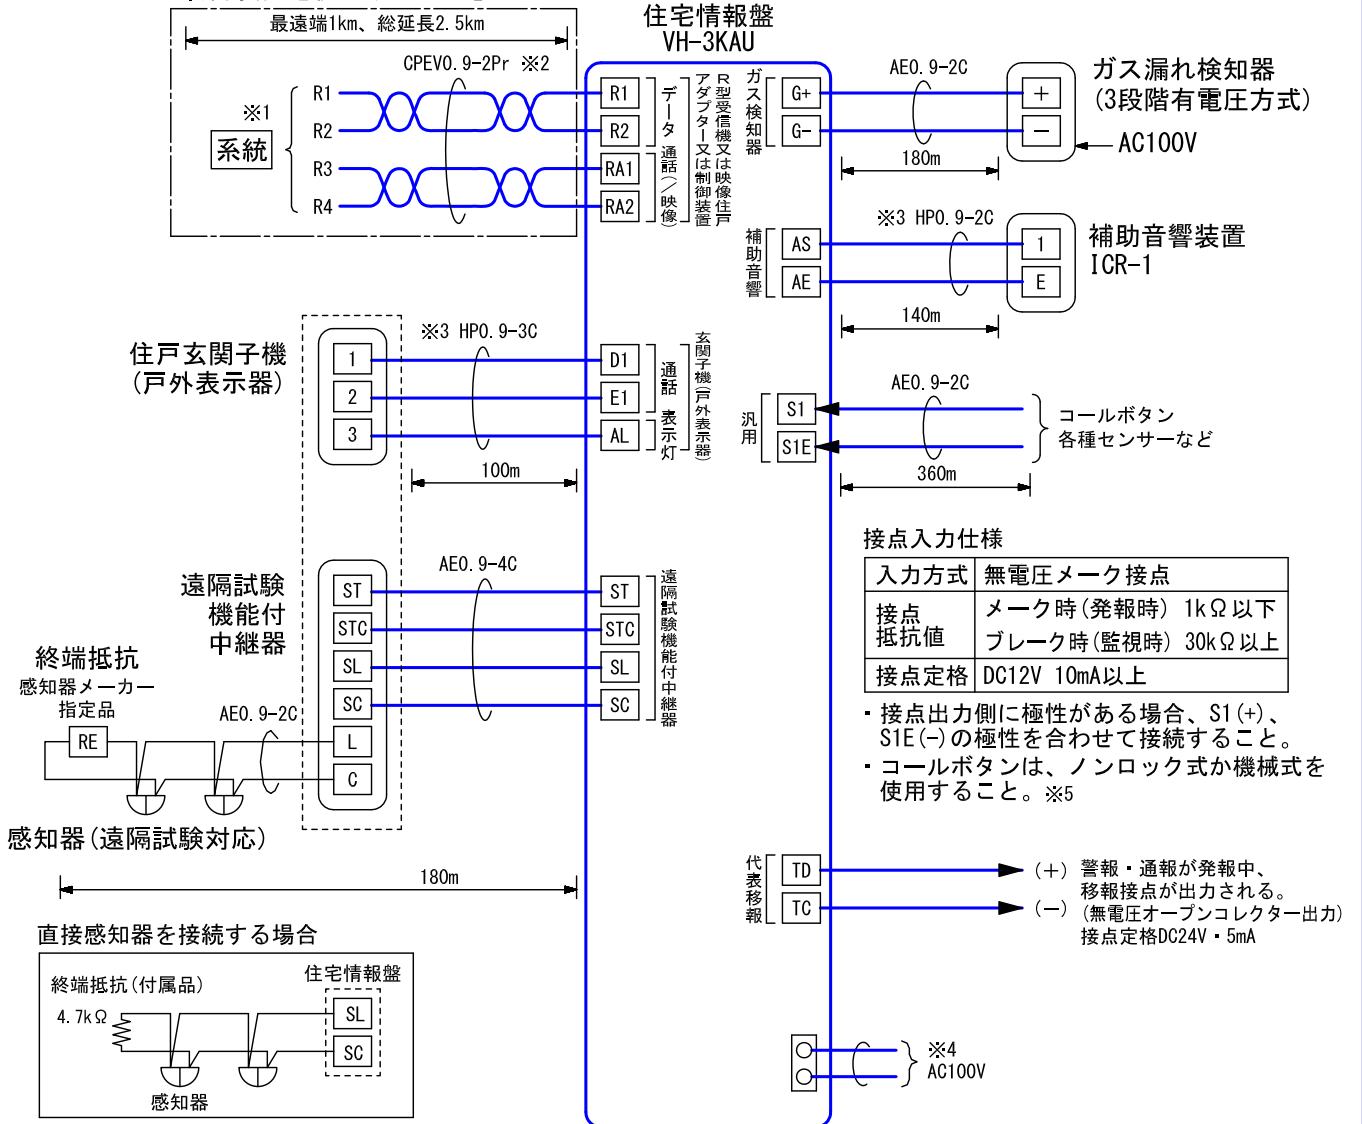 住宅情報盤
VH-3KAU
最遠端1km、総延長2.5km
CPEV0.9-2Pr ※2
※1
系統
R1
R2
R3
R4
R1
R2
RA1
RA2
データ
通話(/映像)
R型受信機又は映像住戸
アダプター又は制御装置
ガス検知器
G+
G-
AE0.9-2C
+
-
180m
ガス漏れ検知器
(3段階有電圧方式)
AC100V
補助音響
AS
AE
※3 HP0.9-2C
1
E
140m
補助音響装置
ICR-1
住戸玄関子機
(戸外表示器)
1
2
3
※3 HP0.9-3C
100m
D1
E1
AL
通話
表示灯
玄関子機(戸外表示器)
汎用
S1
S1E
AE0.9-2C
360m
コールボタン
各種センサーなど
接点入力仕様
入力方式 無電圧メーク接点
接点
抵抗値
メーク時(発報時) 1kΩ以下
ブレーク時(監視時) 30kΩ以上
接点定格 DC12V 10mA以上
・接点出力側に極性がある場合、S1(+)、
S1E(-)の極性を合わせて接続すること。
・コールボタンは、ノンロック式か機械式を
使用すること。※5
遠隔試験
機能付
中継器
ST
STC
SL
SC
L
C
AE0.9-4C
ST
STC
SL
SC
遠隔試験機能付中継器
終端抵抗
感知器メーカー
指定品
RE
AE0.9-2C
感知器(遠隔試験対応)
180m
代表移報
TD
TC
(+)
(-)
警報・通報が発報中、
移報接点が出力される。
(無電圧オープンコレクター出力)
接点定格DC24V・5mA
直接感知器を接続する場合
終端抵抗(付属品)
4.7kΩ
住宅情報盤
SL
SC
感知器
※4
AC100V